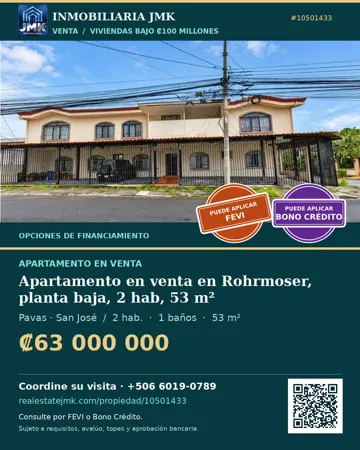 JMK
INMOBILIARIA JMK
#10501433
VENTA / VIVIENDAS BAJO ₡100 MILLONES
PUEDE APLICAR
FEVI
PUEDE APLICAR
BONO CRÉDITO
OPCIONES DE FINANCIAMIENTO
APARTAMENTO EN VENTA
Apartamento en venta en Rohrmoser,
planta baja, 2 hab, 53 m²
Pavas · San José / 2 hab. · 1 baños · 53 m²
₡63 000 000
Coordine su visita · +506 6019-0789
realestatejmk.com/propiedad/10501433
Consulte por FEVI o Bono Crédito.
Sujeto a requisitos, avalúo, topes y aprobación bancaria.